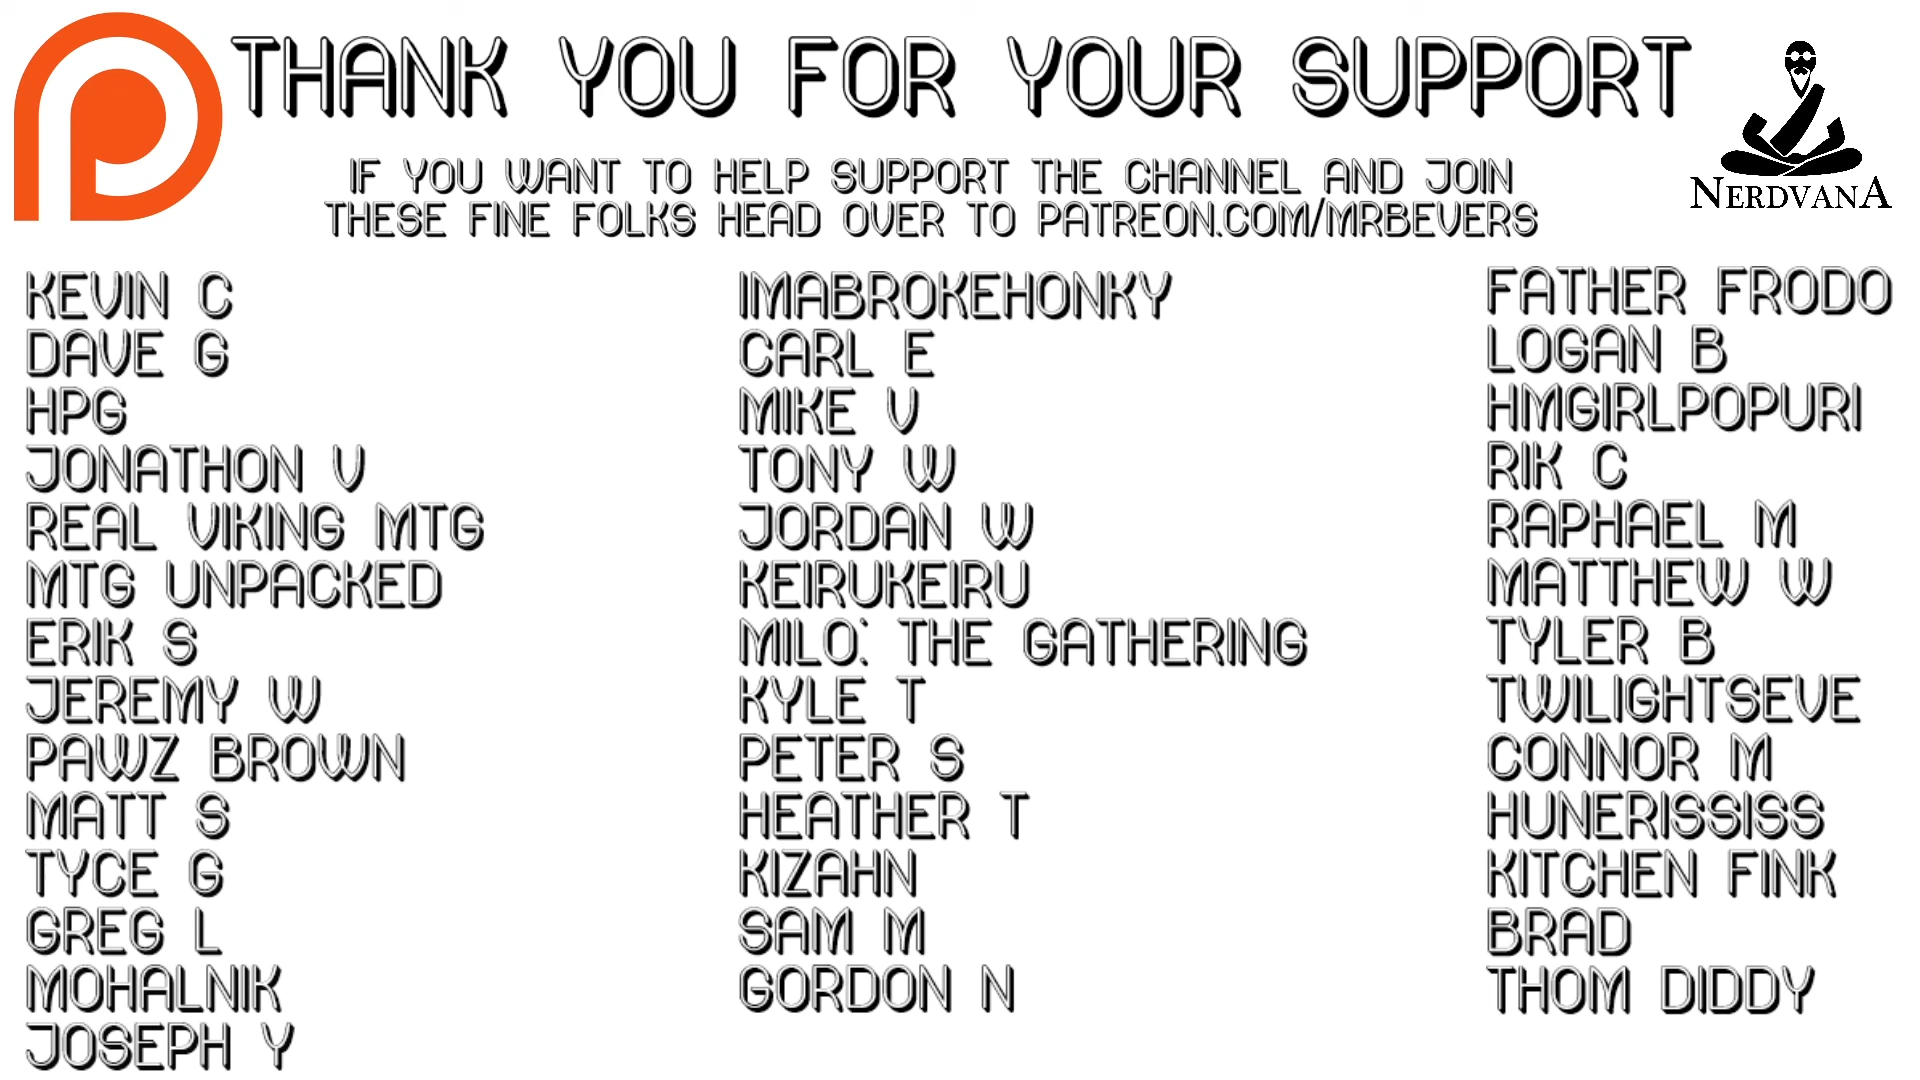 THANK YOU FOR YOUR SUPPORT
IF YOU WANT TO HELP SUPPORT THE CHANNEL AND JOIN
THESE FINE FOLKS HEAD OVER TO PATREON.COM/MRBEVERS
NERDVANA
KEVIN C
DAVE G
HPG
JONATHON V
REAL VIKING MTG
MTG UNPACKED
ERIK S
JEREMY W
PAWZ BROWN
MATT S
TYCE G
GREG L
MOHALNIK
JOSEPH Y
IMABROKEHONKY
CARL E
MIKE V
TONY W
JORDAN W
KEIRUKEIRU
MILO: THE GATHERING
KYLE T
PETER S
HEATHER T
KIZAHN
SAM M
GORDON N
FATHER FRODO
LOGAN B
HMGIRLPOPURI
RIK C
RAPHAEL M
MATTHEW W
TYLER B
TWILIGHTSEVE
CONNOR M
HUNERISSISS
KITCHEN FINK
BRAD
THOM DIDDY